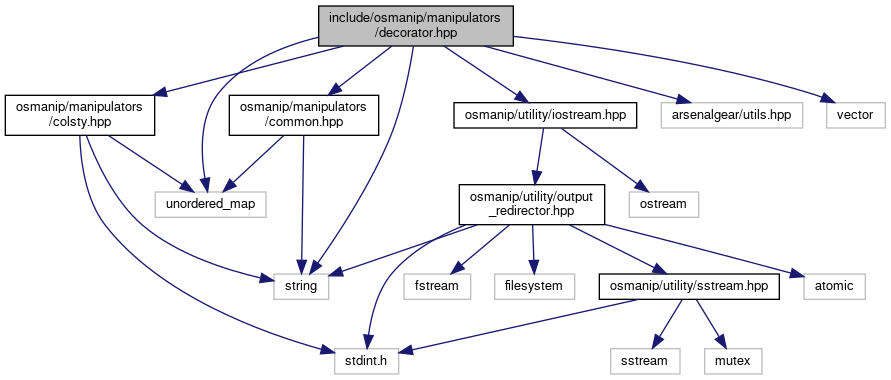 include/osmanip/manipulators
/decorator.hpp
osmanip/manipulators
/colsty.hpp
osmanip/manipulators
/common.hpp
osmanip/utility/iostream.hpp
arsenalgear/utils.hpp
vector
unordered_map
osmanip/utility/output
_redirector.hpp
ostream
string
fstream
filesystem
osmanip/utility/sstream.hpp
atomic
stdint.h
sstream
mutex